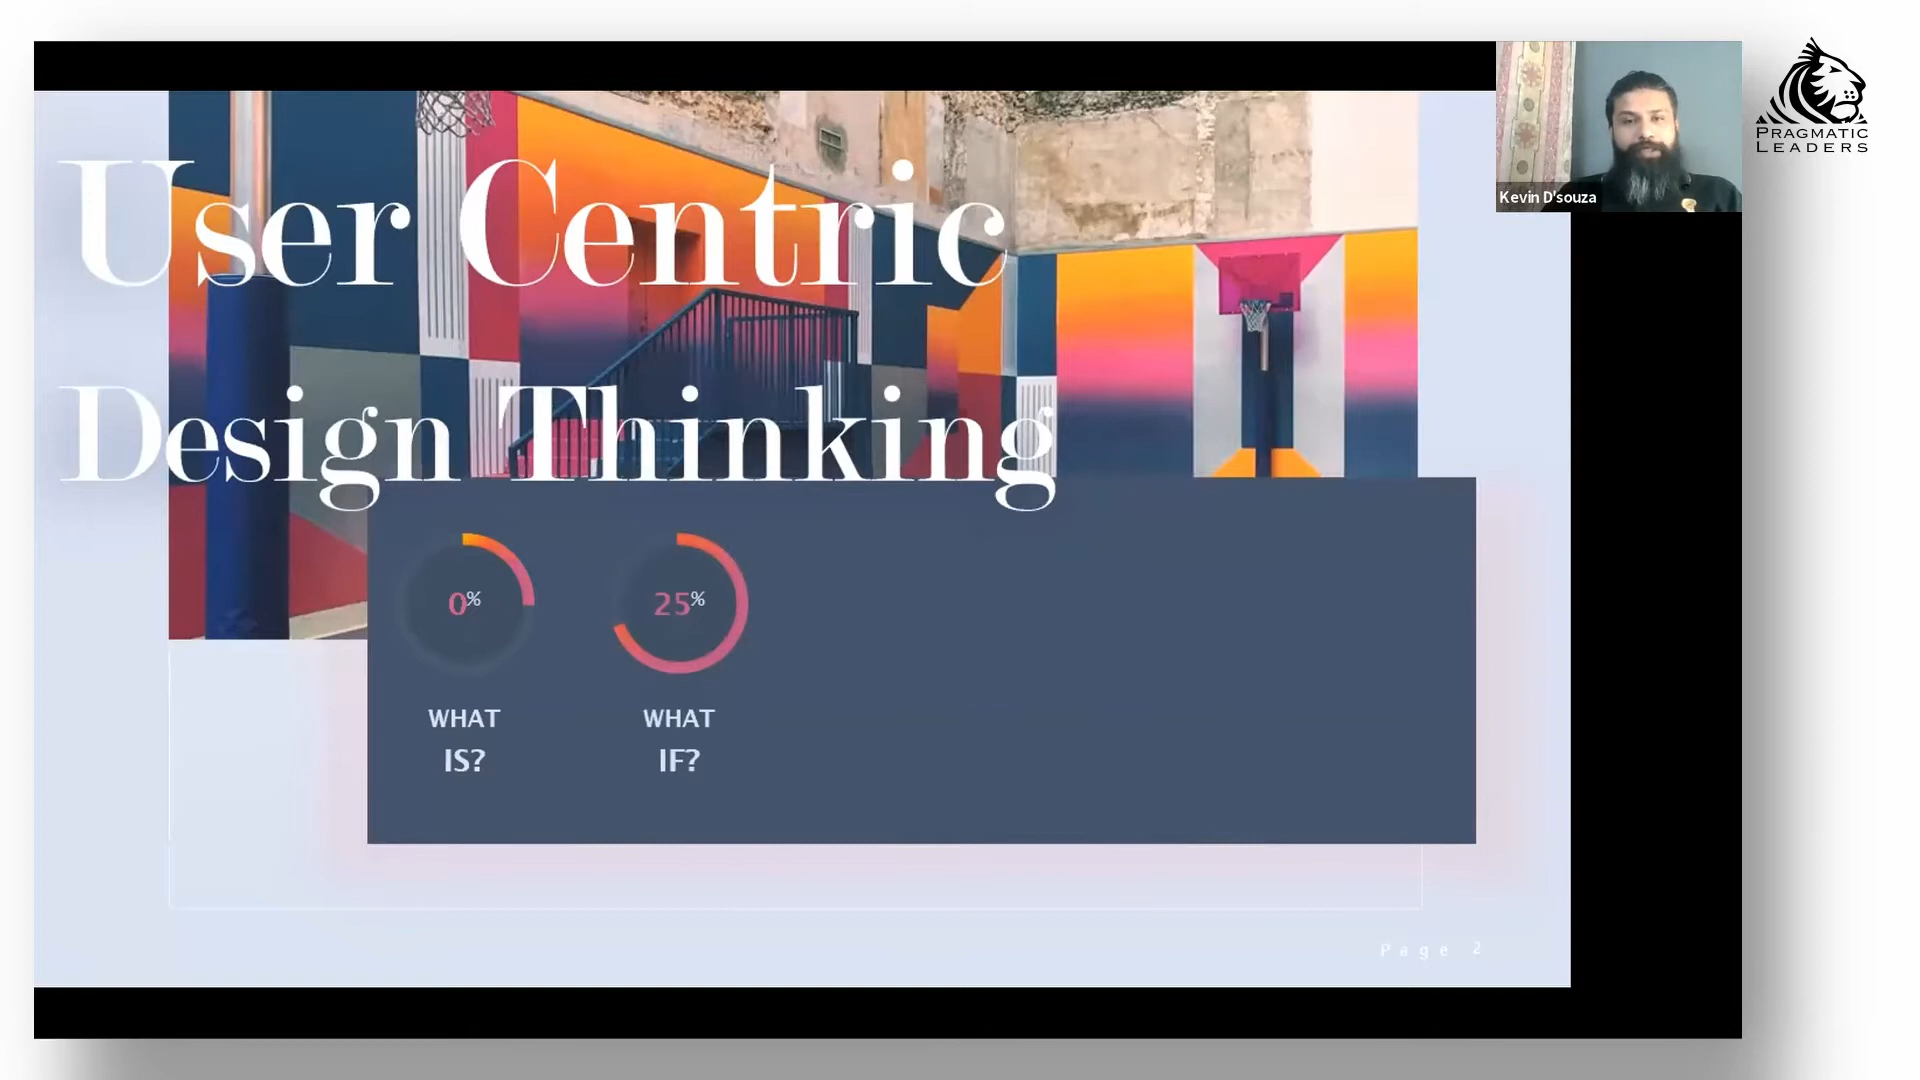 User Centric
Design Thinking
0%
25%
WHAT
IS?
WHAT
IF?
Page 2
Kevin D'souza
PRAGMATIC
LEADERS